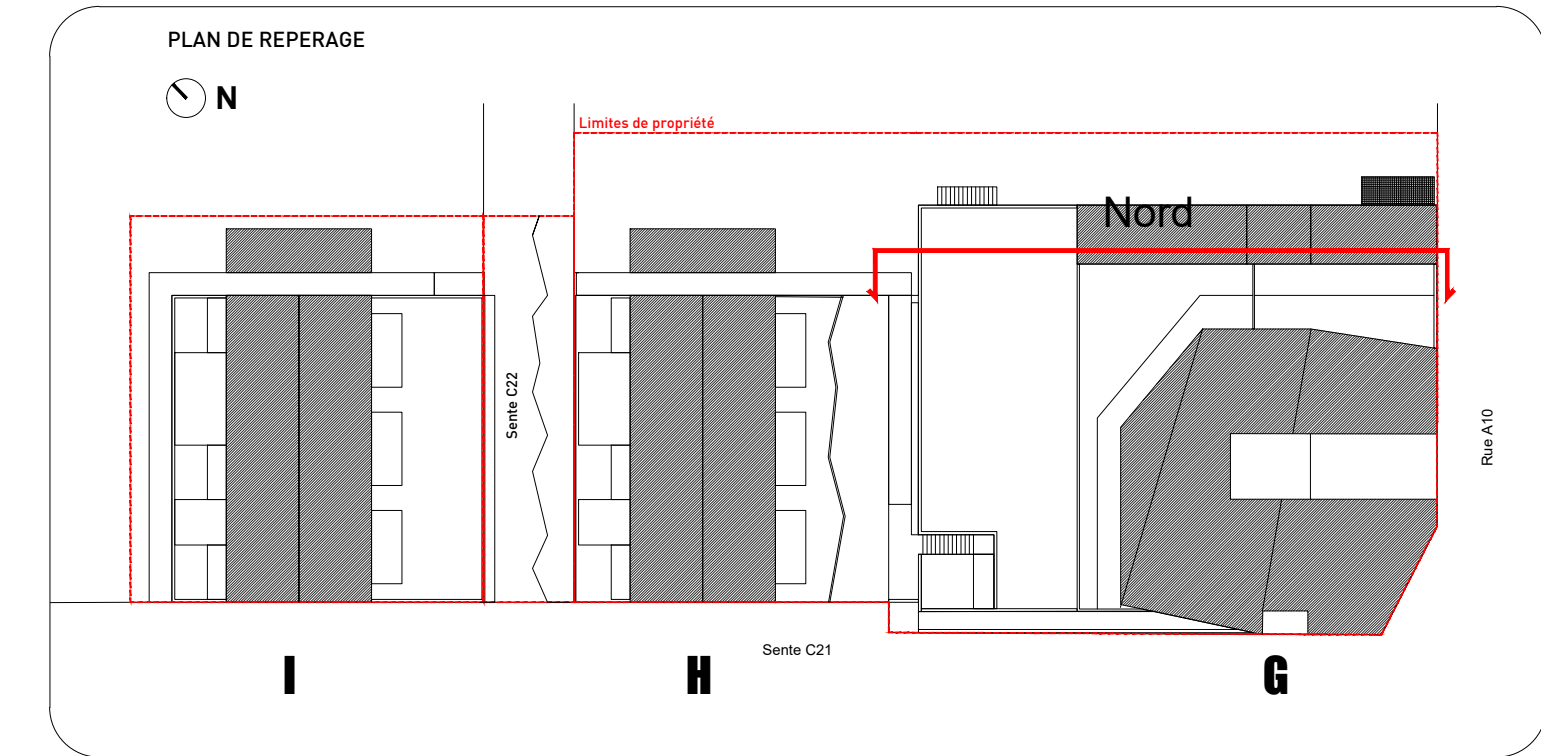 PLAN DE REPERAGE
N
Limites de propriété
Nord
Sente C22
Rue A10
Sente C21
I
H
G